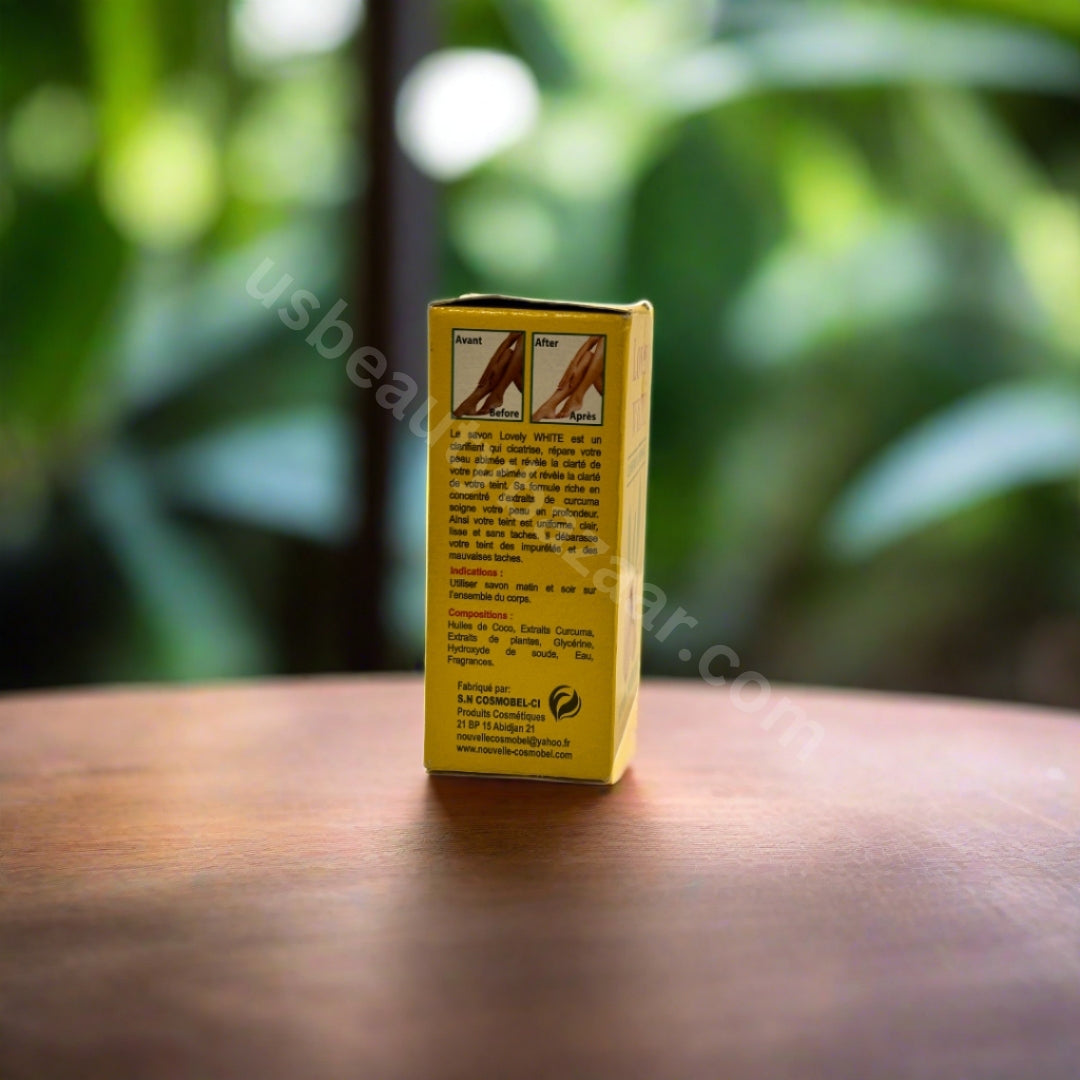 Avant
Before
After
Après
Le savon Lovely WHITE est un
clarifiant qui cicatrise, répare votre
peau abimée et révèle la clarté de
votre peau abimée et révèle la clarté
de votre teint. Sa formule riche en
concentré d'extraits de curcuma
soigne votre peau en profondeur.
Ainsi votre teint est uniforme, clair,
lisse et sans taches. Il débarasse
votre teint des impuretés et des
mauvaises taches.
Indications :
Utiliser savon matin et soir sur
l'ensemble du corps.
Compositions :
Huiles de Coco, Extraits Curcuma,
Extraits de plantes, Glycérine,
Hydroxyde de soude, Eau,
Fragrances.
Fabriqué par:
S.N COSMOBEL-CI
Produits Cosmétiques
21 BP 15 Abidjan 21
nouvellecosmobel@yahoo.fr
www.nouvelle-cosmobel.com
usbeautybazaar.com